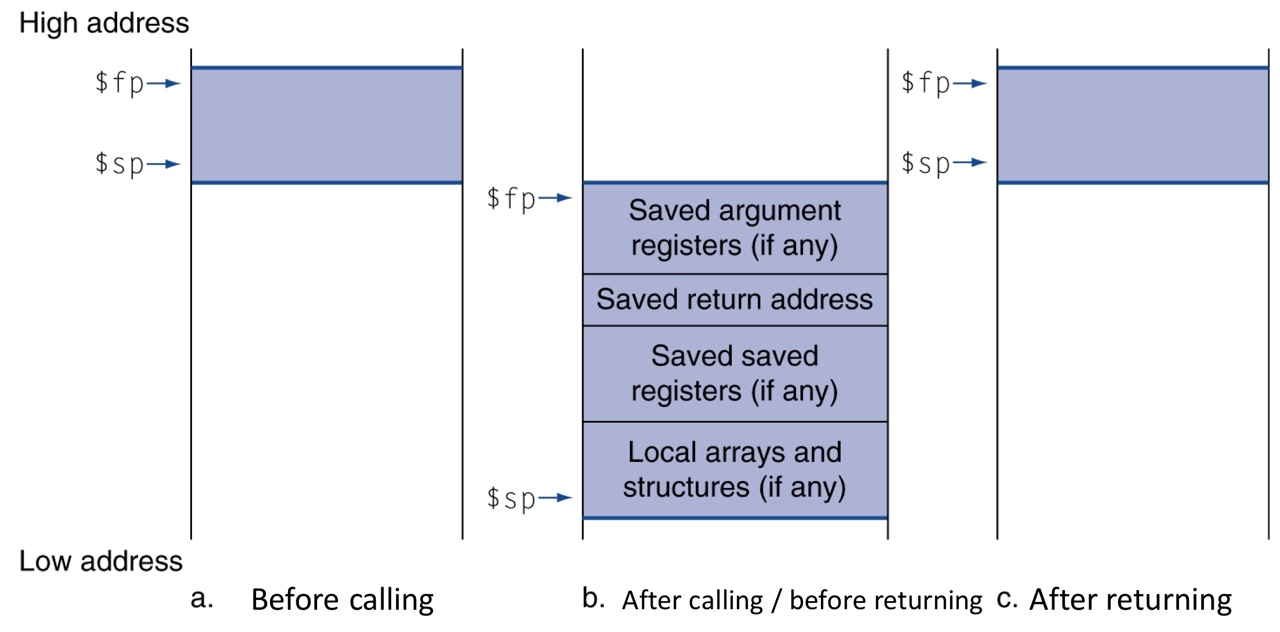 High address
$fp
$sp
$fp
Saved argument
registers (if any)
Saved return address
Saved saved
registers (if any)
Local arrays and
structures (if any)
$sp
$fp
$sp
Low address
a. Before calling
b. After calling / before returning
c. After returning